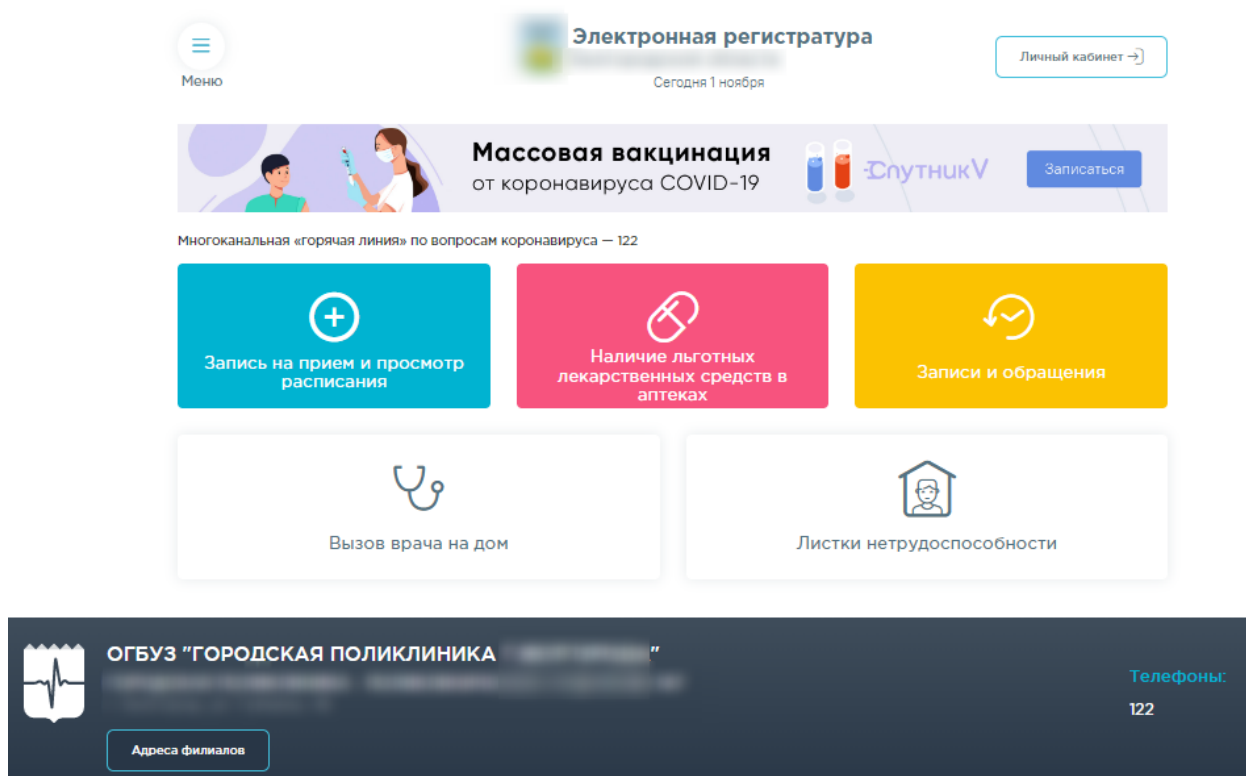 Меню
Электронная регистратура
Сегодня 1 ноября
Личный кабинет
Массовая вакцинация
от коронавируса COVID-19
Спутник V
Записаться
Многоканальная «горячая линия» по вопросам коронавируса — 122
Запись на прием и просмотр
расписания
Наличие льготных
лекарственных средств в
аптеках
Записи и обращения
Вызов врача на дом
Листки нетрудоспособности
ОГБУЗ "ГОРОДСКАЯ ПОЛИКЛИНИКА "
Телефоны:
122
Адреса филиалов